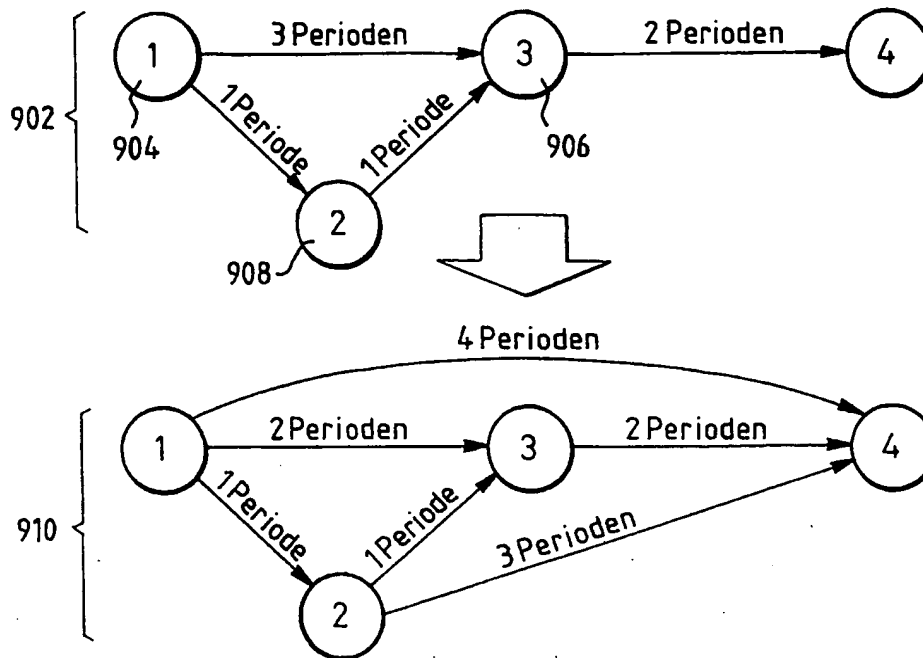 3 Perioden
2 Perioden
1
3
4
902
904
1 Periode
1 Periode
906
2
908
4 Perioden
1
2 Perioden
3
2 Perioden
4
910
1 Periode
1 Periode
3 Perioden
2